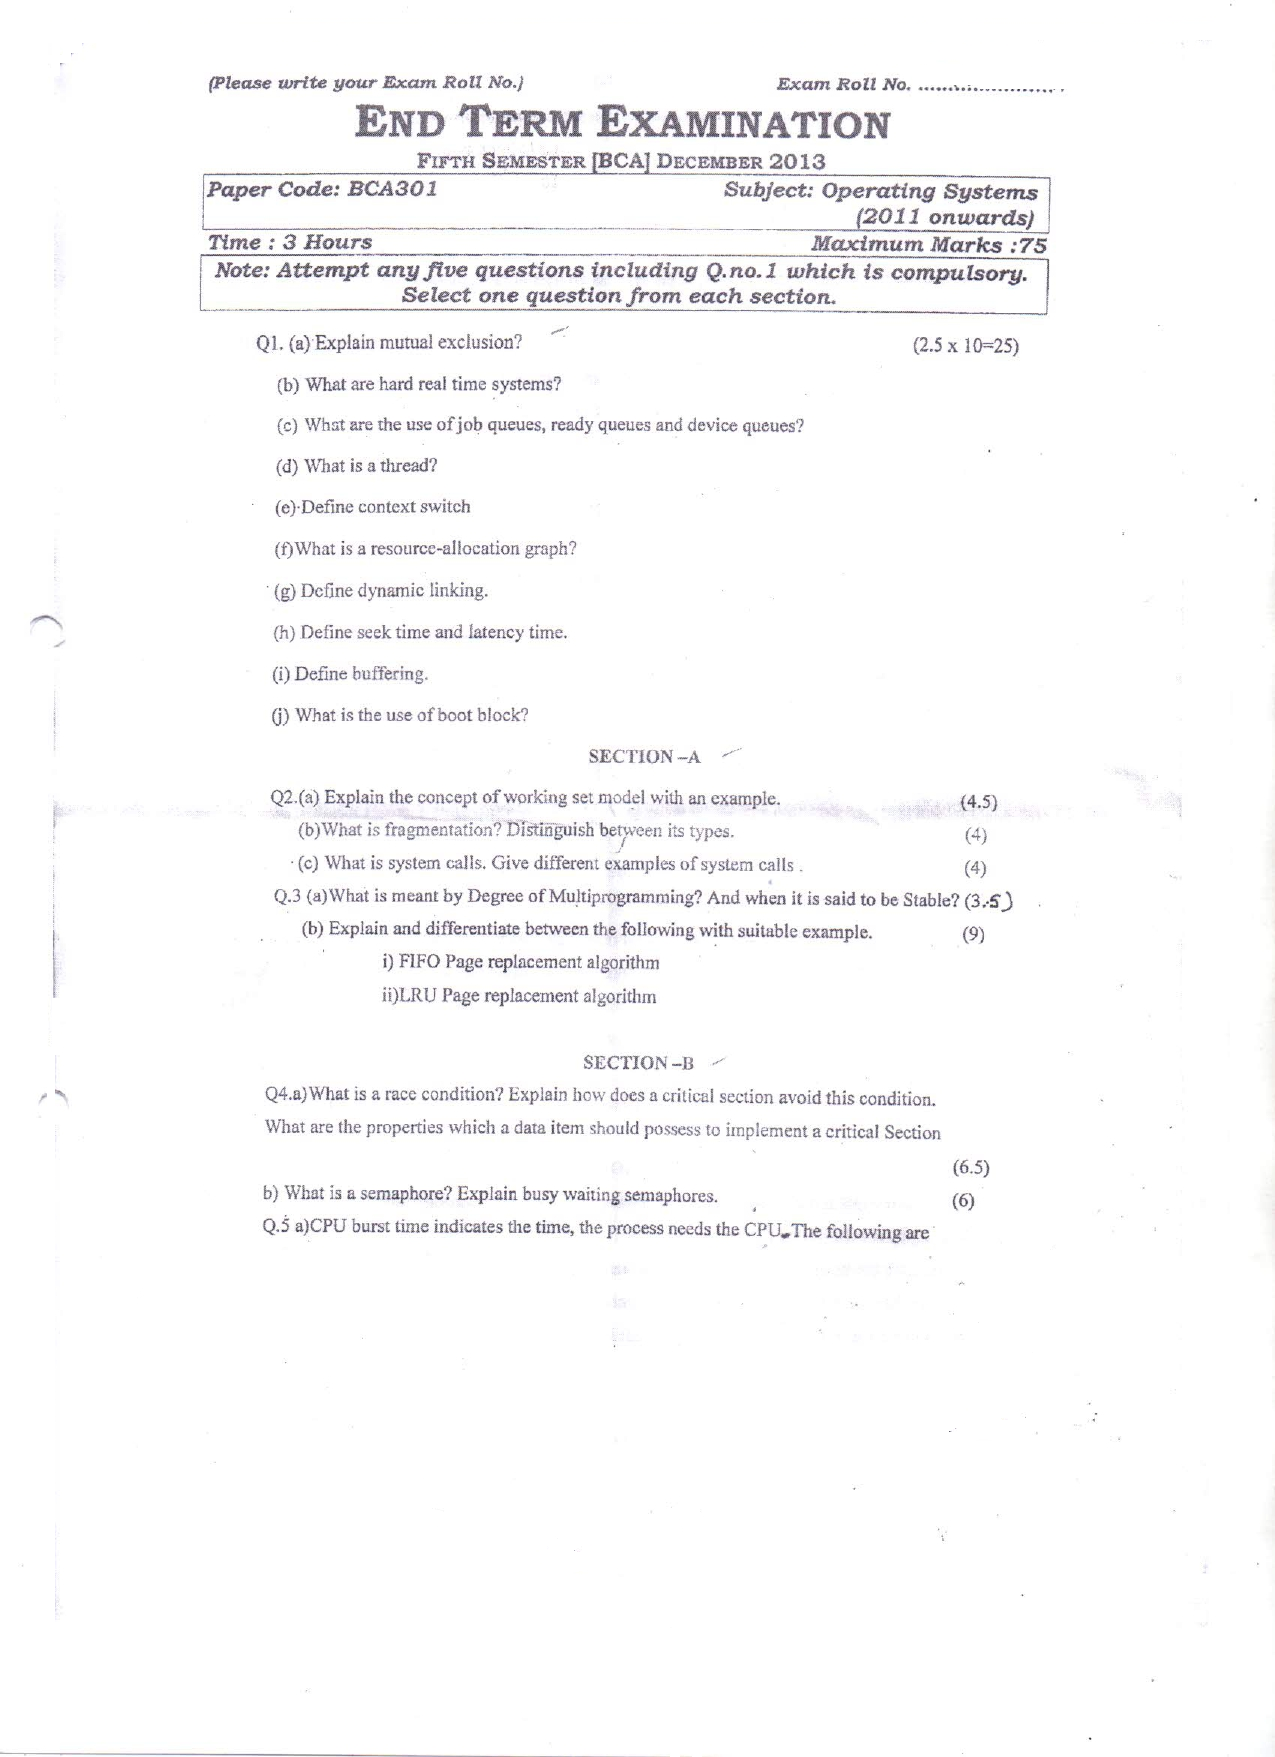 (Please write your Exam Roll No.) Exam Roll No. ..........................
END TERM EXAMINATION
FIFTH SEMESTER [BCA] DECEMBER 2013
Paper Code: BCA301 Subject: Operating Systems
(2011 onwards)
Time : 3 Hours Maximum Marks :75
Note: Attempt any five questions including Q.no.1 which is compulsory.
Select one question from each section.
Q1. (a) Explain mutual exclusion? (2.5 x 10=25)
(b) What are hard real time systems?
(c) What are the use of job queues, ready queues and device queues?
(d) What is a thread?
(e) Define context switch
(f)What is a resource-allocation graph?
(g) Define dynamic linking.
(h) Define seek time and latency time.
(i) Define buffering.
(j) What is the use of boot block?
SECTION –A
Q2.(a) Explain the concept of working set model with an example. (4.5)
(b)What is fragmentation? Distinguish between its types. (4)
(c) What is system calls. Give different examples of system calls . (4)
Q.3 (a)What is meant by Degree of Multiprogramming? And when it is said to be Stable? (3.5)
(b) Explain and differentiate between the following with suitable example. (9)
i) FIFO Page replacement algorithm
ii)LRU Page replacement algorithm
SECTION –B
Q4.a)What is a race condition? Explain how does a critical section avoid this condition.
What are the properties which a data item should possess to implement a critical Section
(6.5)
b) What is a semaphore? Explain busy waiting semaphores. (6)
Q.5 a)CPU burst time indicates the time, the process needs the CPU. The following are